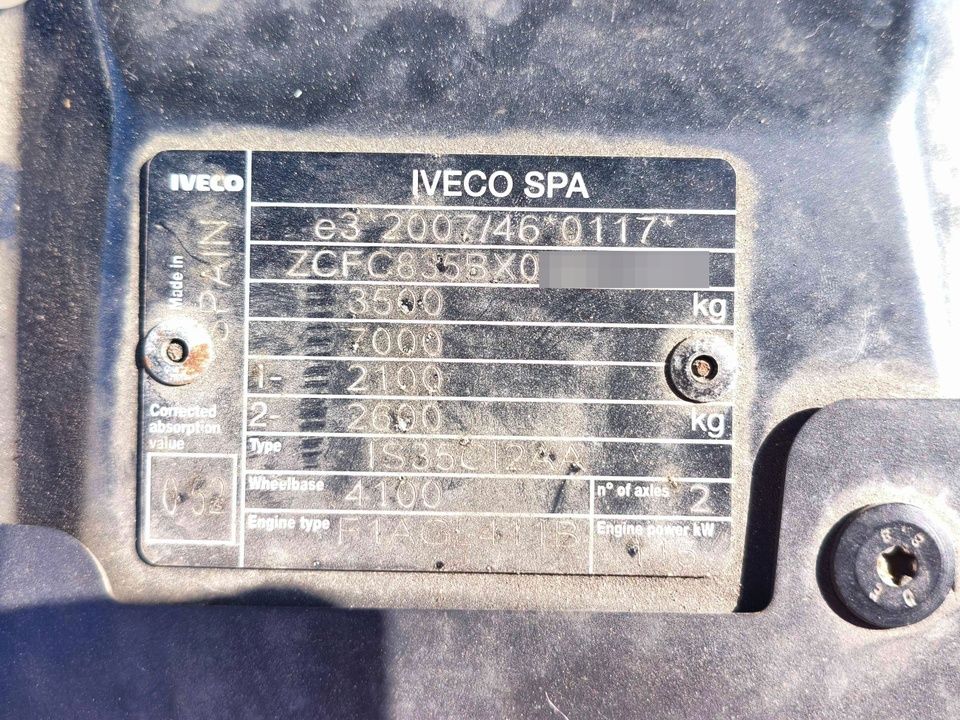 IVECO
IVECO SPA
e3 2007/46*0117*
ZCFC835BX0
3500 kg
7000
1- 2100
2- 2600 kg
Made in
SPAIN
Corrected
absorption
value
Type IS35CI2AA
Wheelbase 4100
n° of axles 2
Engine type
Engine power kW